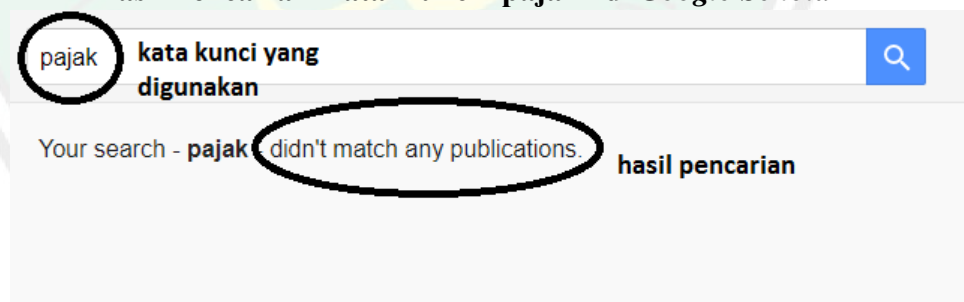 pajak
kata kunci yang
digunakan
Your search - pajak - didn't match any publications.
hasil pencarian